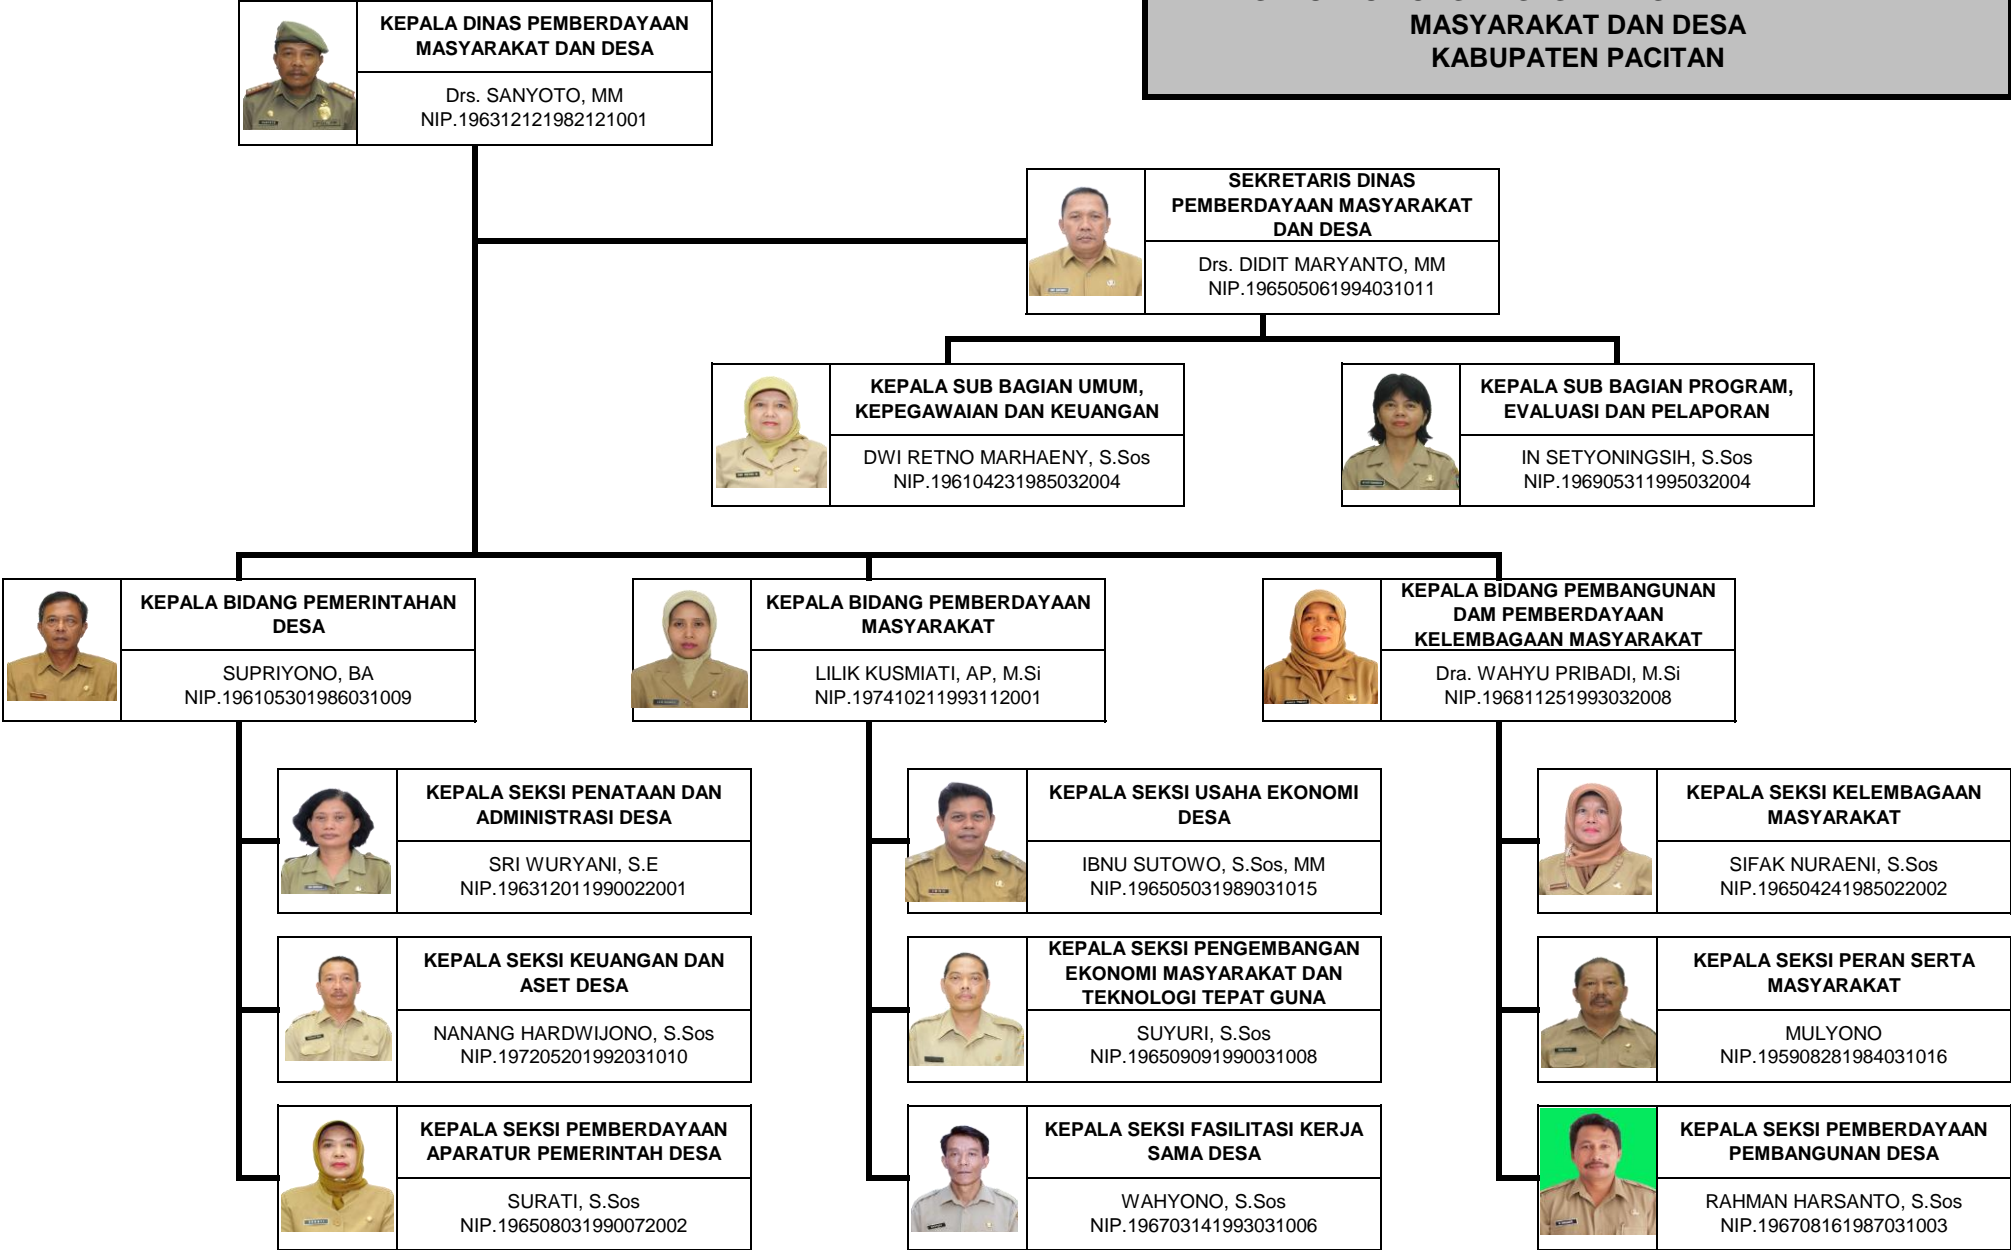 KEPALA DINAS PEMBERDAYAAN
MASYARAKAT DAN DESA
Drs. SANYOTO, MM
NIP.196312121982121001
MASYARAKAT DAN DESA
KABUPATEN PACITAN
SEKRETARIS DINAS
PEMBERDAYAAN MASYARAKAT
DAN DESA
Drs. DIDIT MARYANTO, MM
NIP.196505061994031011
KEPALA SUB BAGIAN UMUM,
KEPEGAWAIAN DAN KEUANGAN
DWI RETNO MARHAENY, S.Sos
NIP.196104231985032004
KEPALA SUB BAGIAN PROGRAM,
EVALUASI DAN PELAPORAN
IN SETYONINGSIH, S.Sos
NIP.196905311995032004
KEPALA BIDANG PEMERINTAHAN
DESA
SUPRIYONO, BA
NIP.196105301986031009
KEPALA BIDANG PEMBERDAYAAN
MASYARAKAT
LILIK KUSMIATI, AP, M.Si
NIP.197410211993112001
KEPALA BIDANG PEMBANGUNAN
DAM PEMBERDAYAAN
KELEMBAGAAN MASYARAKAT
Dra. WAHYU PRIBADI, M.Si
NIP.196811251993032008
KEPALA SEKSI PENATAAN DAN
ADMINISTRASI DESA
SRI WURYANI, S.E
NIP.196312011990022001
KEPALA SEKSI USAHA EKONOMI
DESA
IBNU SUTOWO, S.Sos, MM
NIP.196505031989031015
KEPALA SEKSI KELEMBAGAAN
MASYARAKAT
SIFAK NURAENI, S.Sos
NIP.196504241985022002
KEPALA SEKSI KEUANGAN DAN
ASET DESA
NANANG HARDWIJONO, S.Sos
NIP.197205201992031010
KEPALA SEKSI PENGEMBANGAN
EKONOMI MASYARAKAT DAN
TEKNOLOGI TEPAT GUNA
SUYURI, S.Sos
NIP.196509091990031008
KEPALA SEKSI PERAN SERTA
MASYARAKAT
MULYONO
NIP.195908281984031016
KEPALA SEKSI PEMBERDAYAAN
APARATUR PEMERINTAH DESA
SURATI, S.Sos
NIP.196508031990072002
KEPALA SEKSI FASILITASI KERJA
SAMA DESA
WAHYONO, S.Sos
NIP.196703141993031006
KEPALA SEKSI PEMBERDAYAAN
PEMBANGUNAN DESA
RAHMAN HARSANTO, S.Sos
NIP.196708161987031003